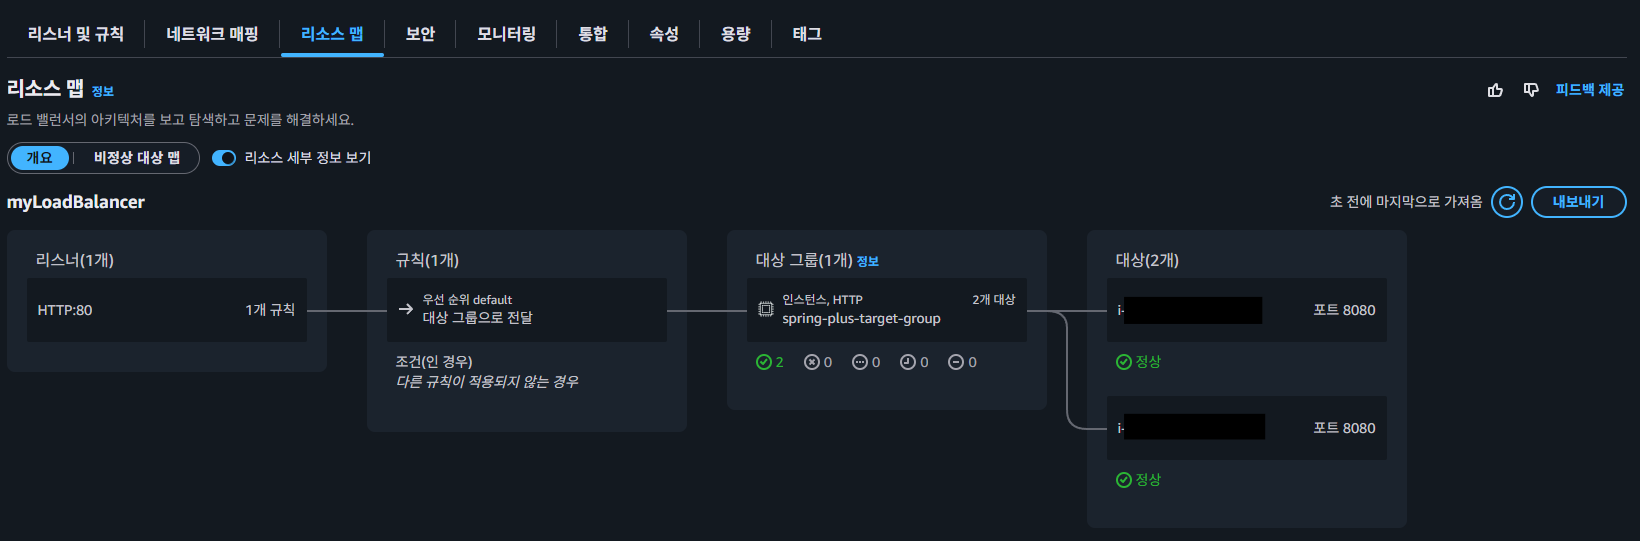 리스너 및 규칙 네트워크 매핑 리소스 맵 보안 모니터링 통합 속성 용량 태그
리소스 맵 정보
피드백 제공
로드 밸런서의 아키텍처를 보고 탐색하고 문제를 해결하세요.
개요 비정상 대상 맵 리소스 세부 정보 보기
myLoadBalancer
초 전에 마지막으로 가져옴 내보내기
리스너(1개)
HTTP:80 1개 규칙
규칙(1개)
우선 순위 default
대상 그룹으로 전달
조건(인 경우)
다른 규칙이 적용되지 않는 경우
대상 그룹(1개) 정보
인스턴스, HTTP 2개 대상
spring-plus-target-group
2 0 0 0 0
대상(2개)
i- 포트 8080
정상
i- 포트 8080
정상